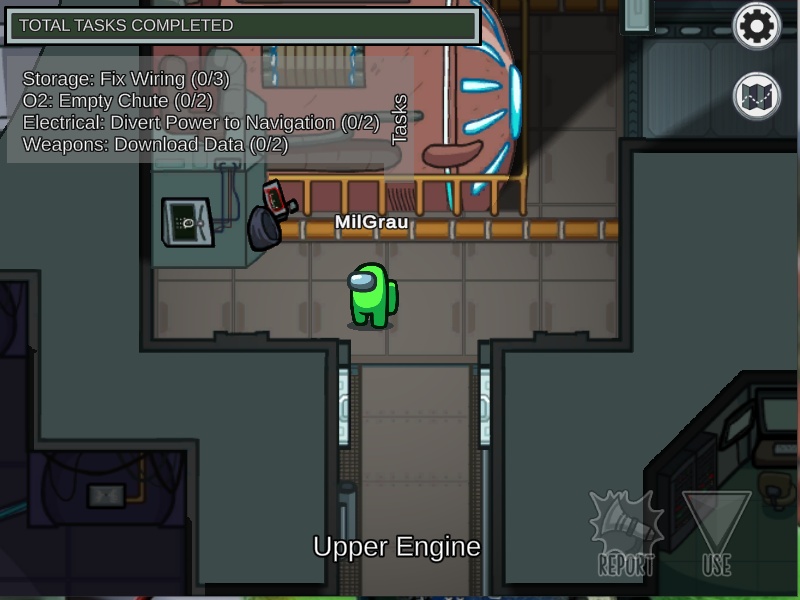 TOTAL TASKS COMPLETED
Storage: Fix Wiring (0/3)
O2: Empty Chute (0/2)
Electrical: Divert Power to Navigation (0/2)
Weapons: Download Data (0/2)
Tasks
MilGrau
Upper Engine
REPORT
USE